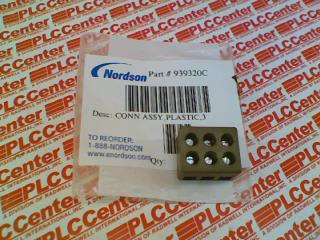 Nordson
Part # 939320C
Desc: CONN ASSY,PLASTIC,3
TO REORDER:
1-888-NORDSON
www.enordson.com
Qty:
PLCCenter